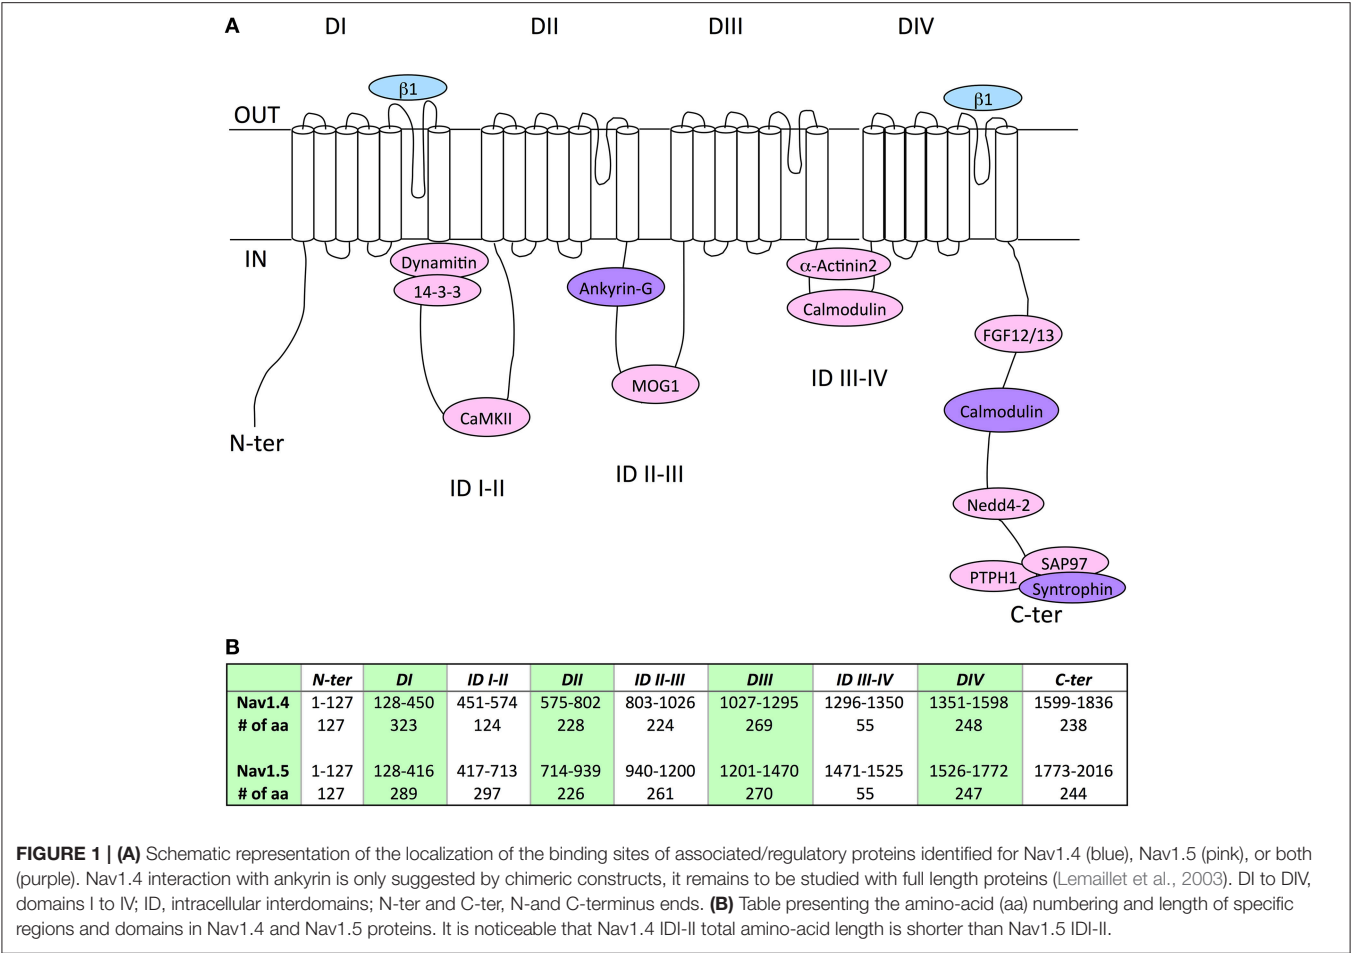 A
DI DII DIII DIV
β1
β1
OUT
IN
Dynamitin
14-3-3
Ankyrin-G
α-Actinin2
Calmodulin
FGF12/13
MOG1
ID III-IV
CaMKII
Calmodulin
N-ter
ID II-III
ID I-II
Nedd4-2
SAP97
PTPH1
Syntrophin
C-ter
B
N-ter DI ID I-II DII ID II-III DIII ID III-IV DIV C-ter
Nav1.4 1-127 128-450 451-574 575-802 803-1026 1027-1295 1296-1350 1351-1598 1599-1836
# of aa 127 323 124 228 224 269 55 248 238
Nav1.5 1-127 128-416 417-713 714-939 940-1200 1201-1470 1471-1525 1526-1772 1773-2016
# of aa 127 289 297 226 261 270 55 247 244
FIGURE 1 | (A) Schematic representation of the localization of the binding sites of associated/regulatory proteins identified for Nav1.4 (blue), Nav1.5 (pink), or both
(purple). Nav1.4 interaction with ankyrin is only suggested by chimeric constructs, it remains to be studied with full length proteins (Lemaillet et al., 2003). DI to DIV,
domains I to IV; ID, intracellular interdomains; N-ter and C-ter, N-and C-terminus ends. (B) Table presenting the amino-acid (aa) numbering and length of specific
regions and domains in Nav1.4 and Nav1.5 proteins. It is noticeable that Nav1.4 IDI-II total amino-acid length is shorter than Nav1.5 IDI-II.